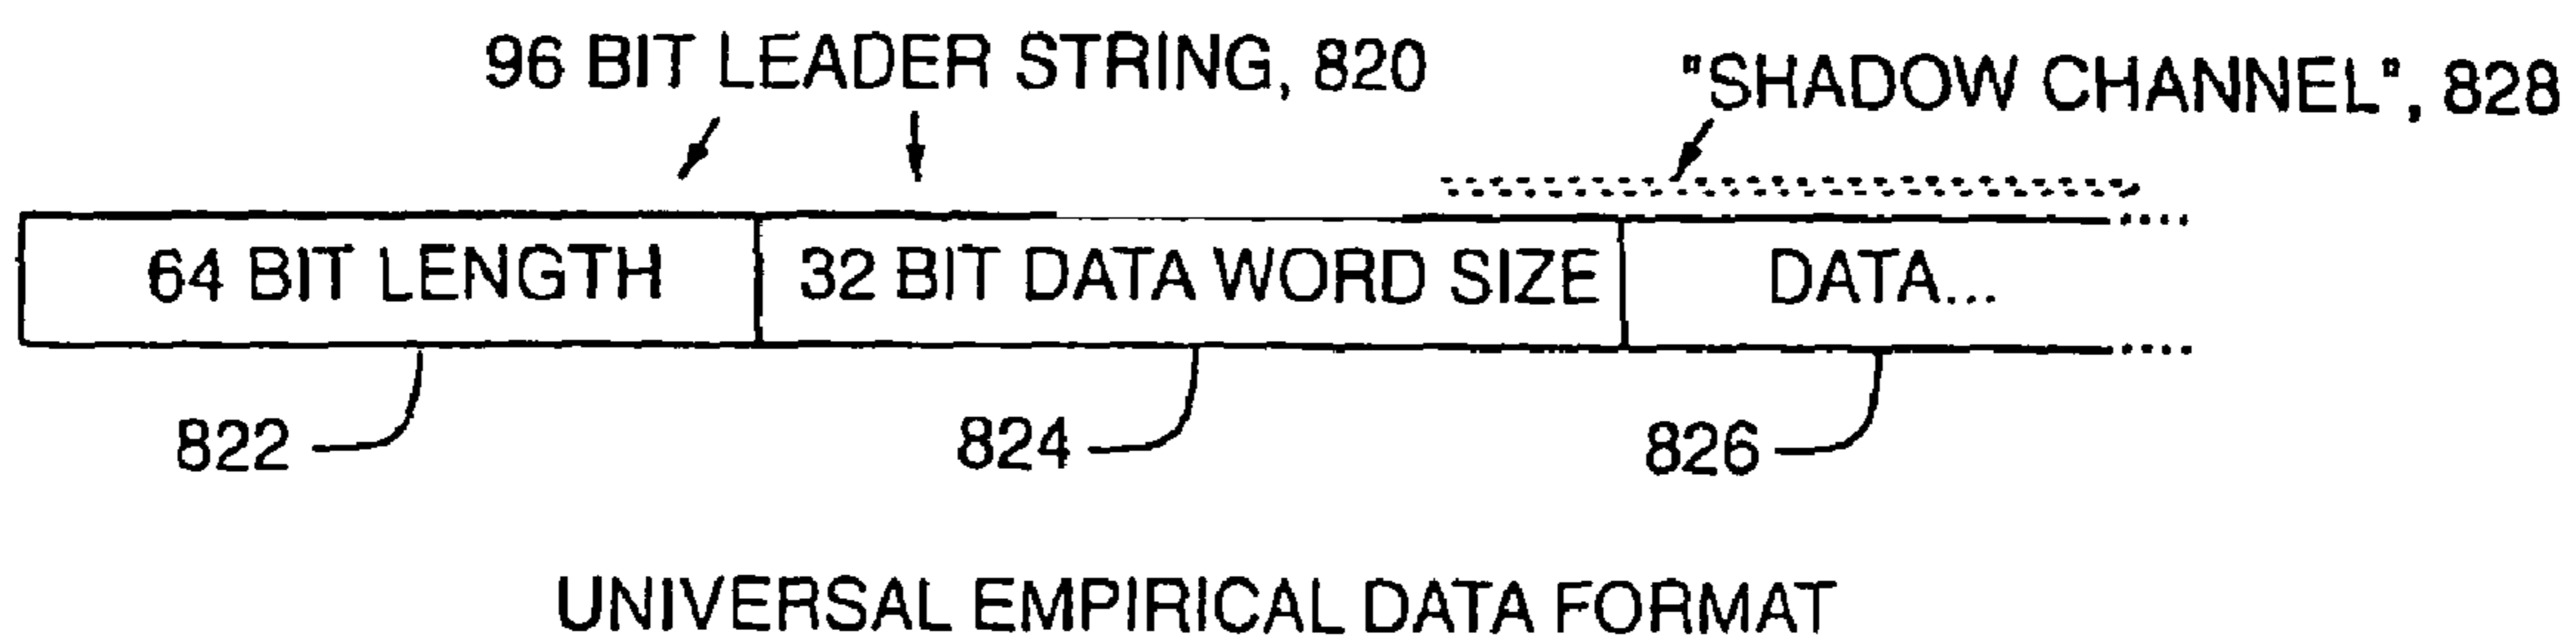 96 BIT LEADER STRING, 820
"SHADOW CHANNEL", 828
64 BIT LENGTH
32 BIT DATA WORD SIZE
DATA...
822
824
826
UNIVERSAL EMPIRICAL DATA FORMAT